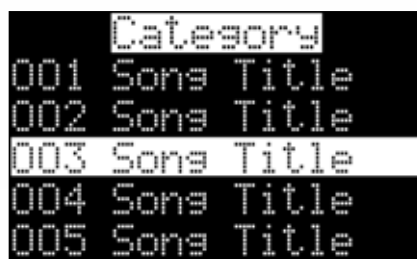 Category
001 Song Title
002 Song Title
003 Song Title
004 Song Title
005 Song Title